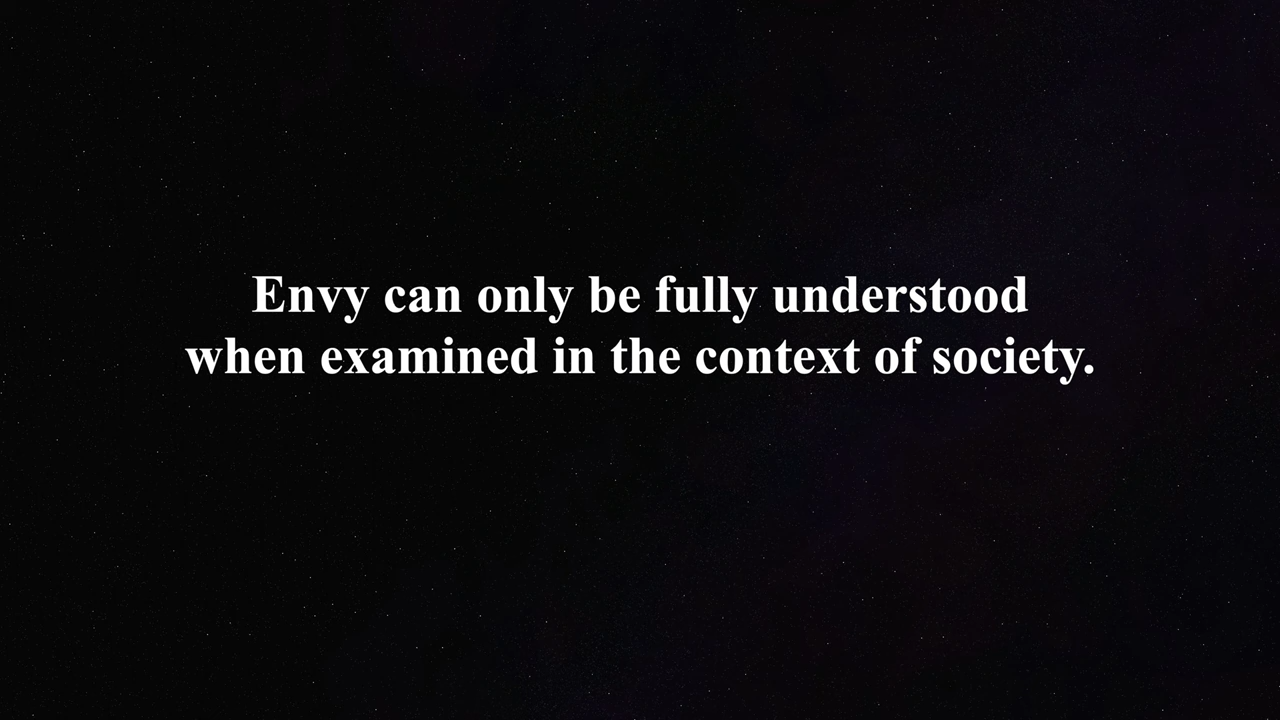 Envy can only be fully understood
when examined in the context of society.